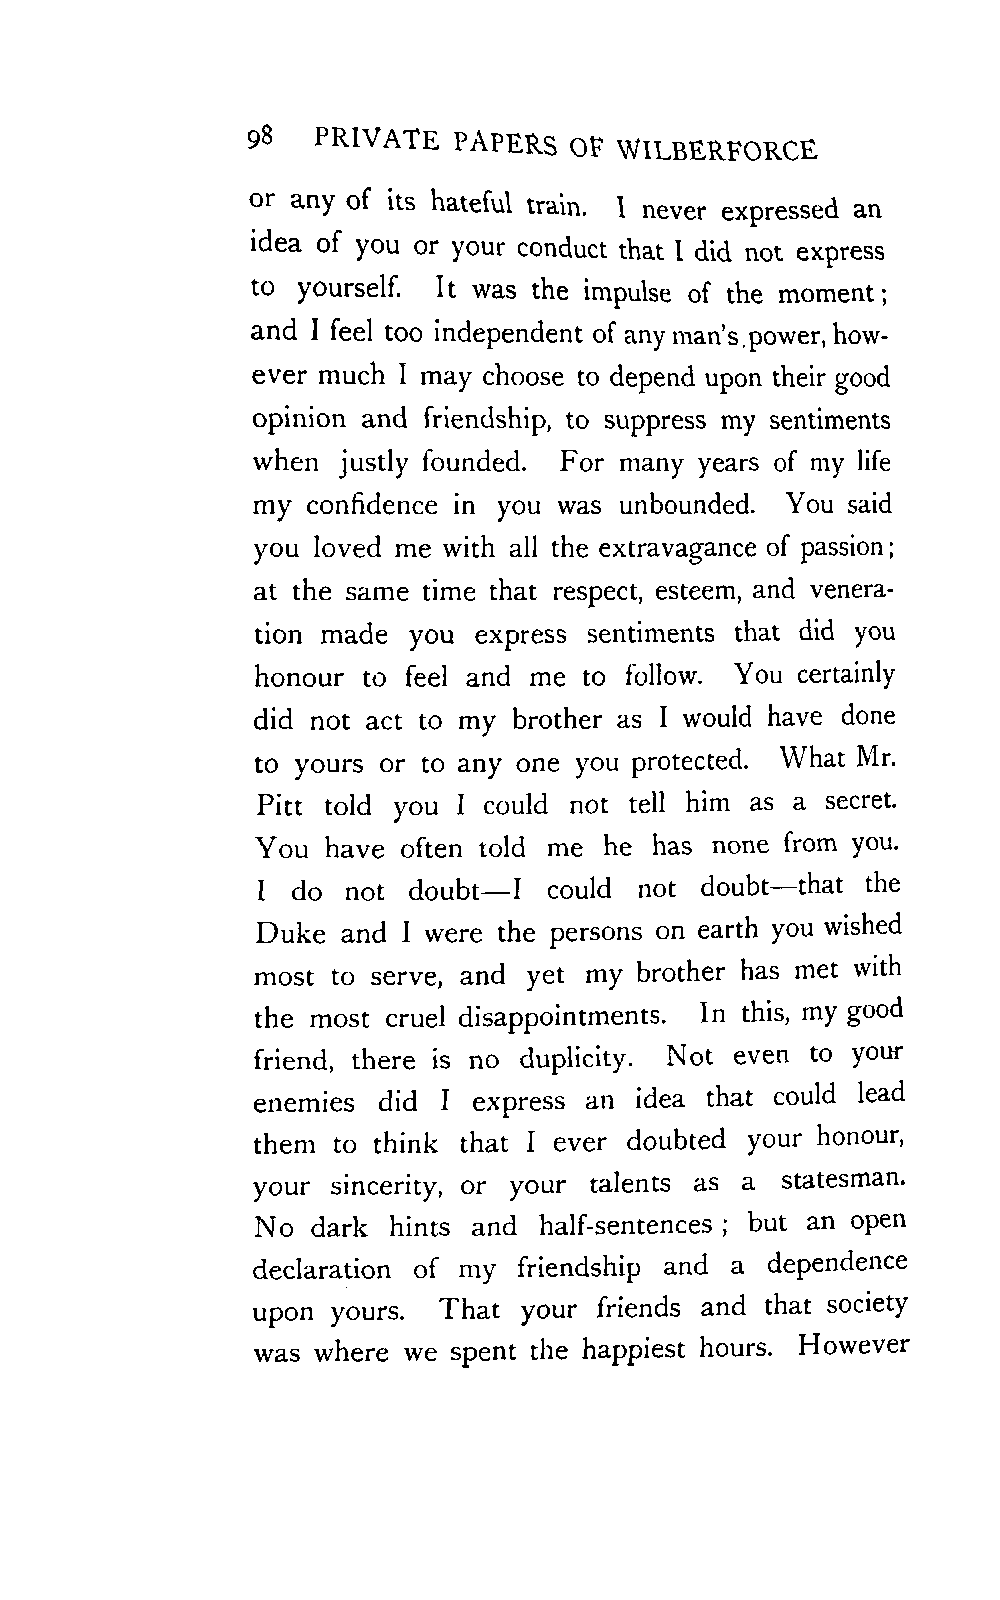 98 PRIVATE PAPERS OF WILBERFORCE
or any of its hateful train. I never expressed an
idea of you or your conduct that I did not express
to yourself. It was the impulse of the moment;
and I feel too independent of any man's power, how-
ever much I may choose to depend upon their good
opinion and friendship, to suppress my sentiments
when justly founded. For many years of my life
my confidence in you was unbounded. You said
you loved me with all the extravagance of passion;
at the same time that respect, esteem, and venera-
tion made you express sentiments that did you
honour to feel and me to follow. You certainly
did not act to my brother as I would have done
to yours or to any one you protected. What Mr.
Pitt told you I could not tell him as a secret.
You have often told me he has none from you.
I do not doubt—I could not doubt—that the
Duke and I were the persons on earth you wished
most to serve, and yet my brother has met with
the most cruel disappointments. In this, my good
friend, there is no duplicity. Not even to your
enemies did I express an idea that could lead
them to think that I ever doubted your honour,
your sincerity, or your talents as a statesman.
No dark hints and half-sentences; but an open
declaration of my friendship and a dependence
upon yours. That your friends and that society
was where we spent the happiest hours. However